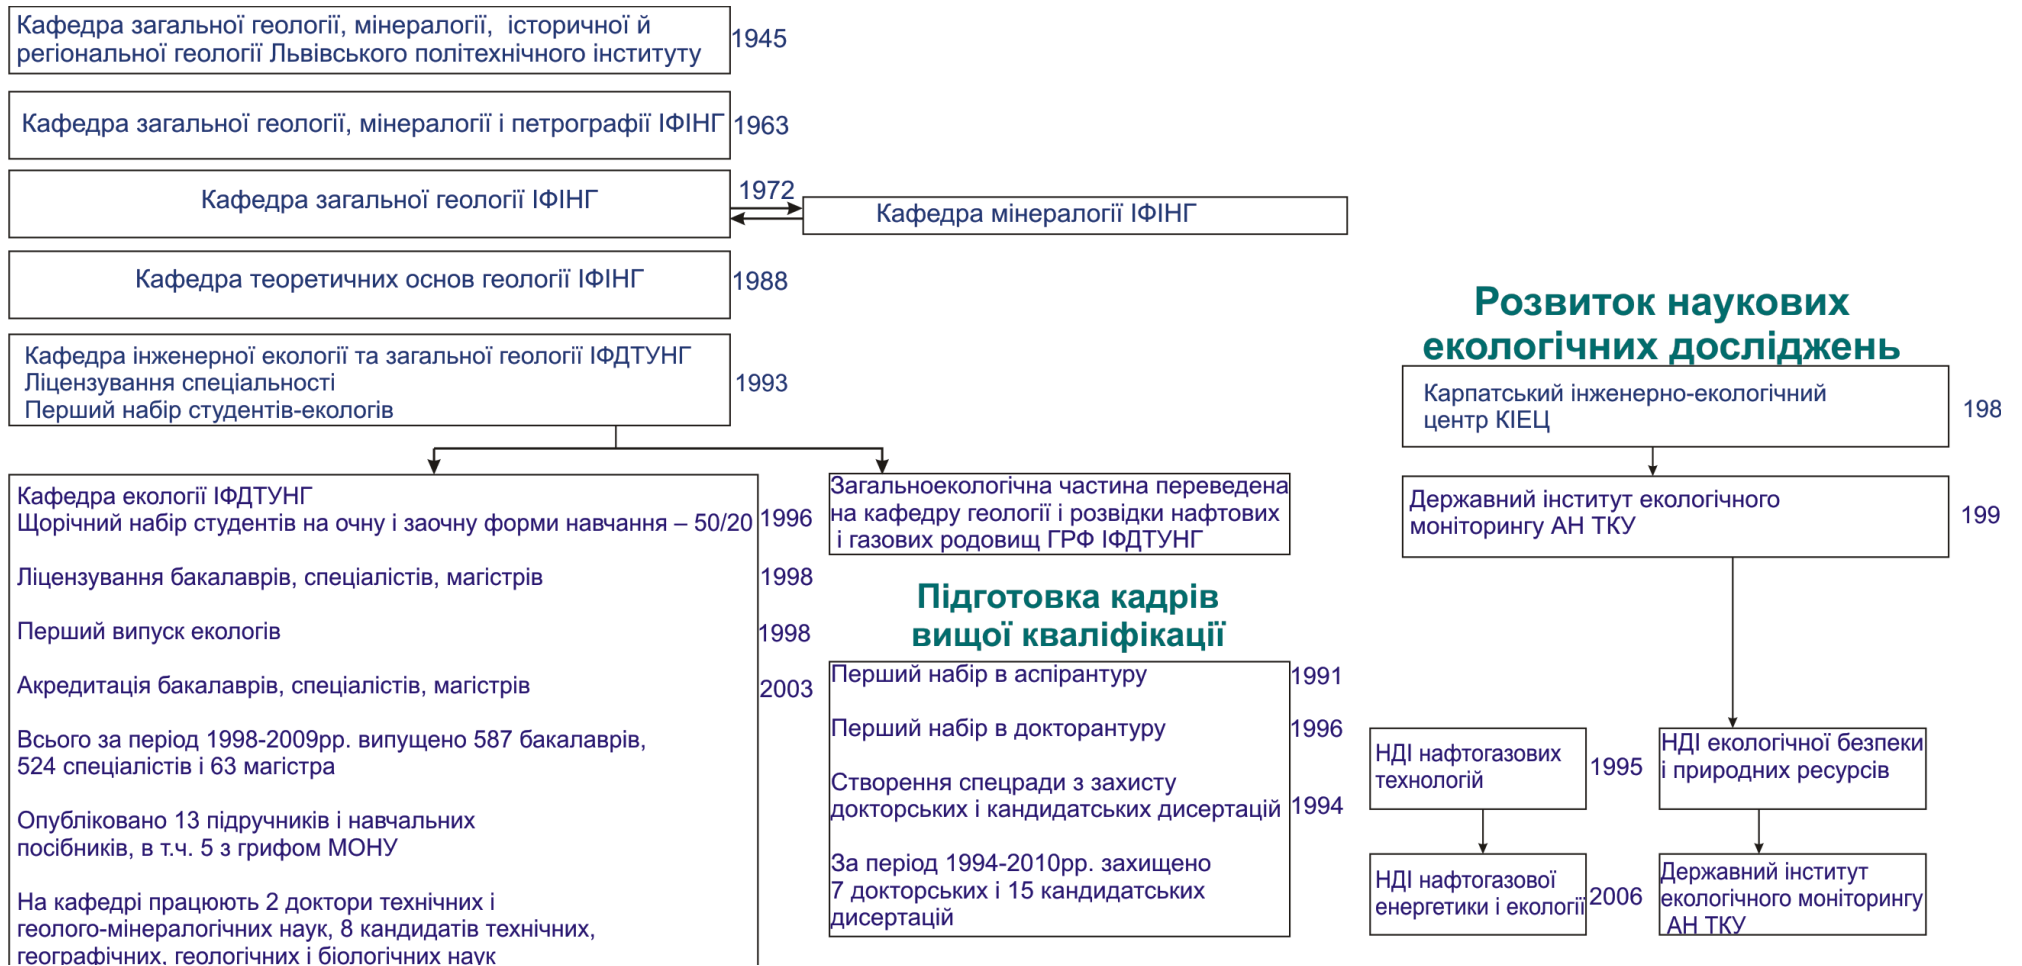 Кафедра загальної геології, мінералогії, історичної й
регіональної геології Львівського політехнічного інституту
1945
Кафедра загальної геології, мінералогії і петрографії ІФІНГ
1963
Кафедра загальної геології ІФІНГ
1972
Кафедра мінералогії ІФІНГ
Кафедра теоретичних основ геології ІФІНГ
1988
Кафедра інженерної екології та загальної геології ІФДТУНГ
Ліцензування спеціальності
Перший набір студентів-екологів
1993
Кафедра екології ІФДТУНГ
Щорічний набір студентів на очну і заочну форми навчання – 50/20
1996
Ліцензування бакалаврів, спеціалістів, магістрів
1998
Перший випуск екологів
1998
Акредитація бакалаврів, спеціалістів, магістрів
2003
Всього за період 1998-2009рр. випущено 587 бакалаврів,
524 спеціалістів і 63 магістра
Опубліковано 13 підручників і навчальних
посібників, в т.ч. 5 з грифом МОНУ
На кафедрі працюють 2 доктори технічних і
геолого-мінералогічних наук, 8 кандидатів технічних,
географічних, геологічних і біологічних наук
Загальноекологічна частина переведена
на кафедру геології і розвідки нафтових
і газових родовищ ГРФ ІФДТУНГ
Підготовка кадрів
вищої кваліфікації
Перший набір в аспірантуру
1991
Перший набір в докторантуру
1996
Створення спецради з захисту
докторських і кандидатських дисертацій
1994
За період 1994-2010рр. захищено
7 докторських і 15 кандидатських
дисертацій
Розвиток наукових
екологічних досліджень
Карпатський інженерно-екологічний
центр КІЕЦ
198
Державний інститут екологічного
моніторингу АН ТКУ
199
НДІ нафтогазових
технологій
1995
НДІ екологічної безпеки
і природних ресурсів
НДІ нафтогазової
енергетики і екології
2006
Державний інститут
екологічного моніторингу
АН ТКУ